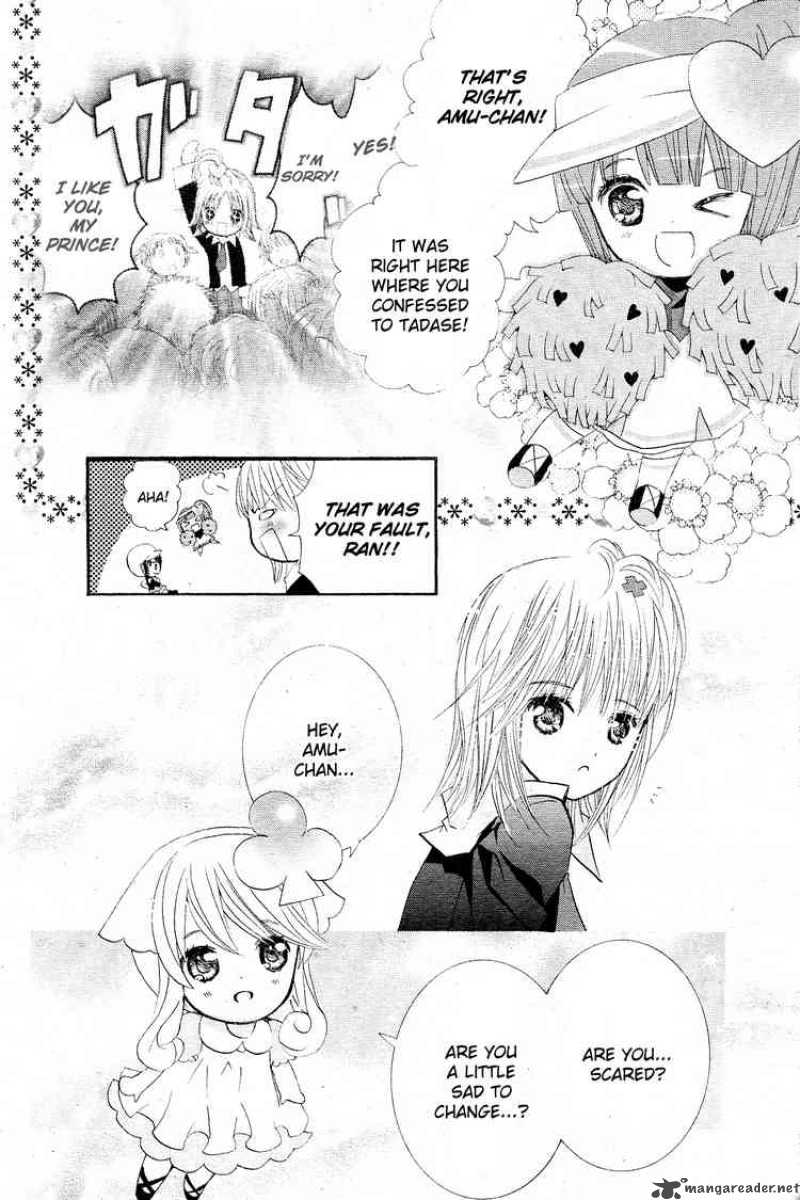 THAT'S
RIGHT,
AMU-CHAN!
IT WAS
RIGHT HERE
WHERE YOU
CONFESSED
TO TADASE!
YES!
I'M
SORRY!
ガタ
I LIKE
YOU,
MY
PRINCE!
THAT WAS
YOUR FAULT,
RAN!!
AHA!
HEY,
AMU-
CHAN...
ARE YOU...
SCARED?
ARE YOU
A LITTLE
SAD TO
CHANGE...?
mangareader.net